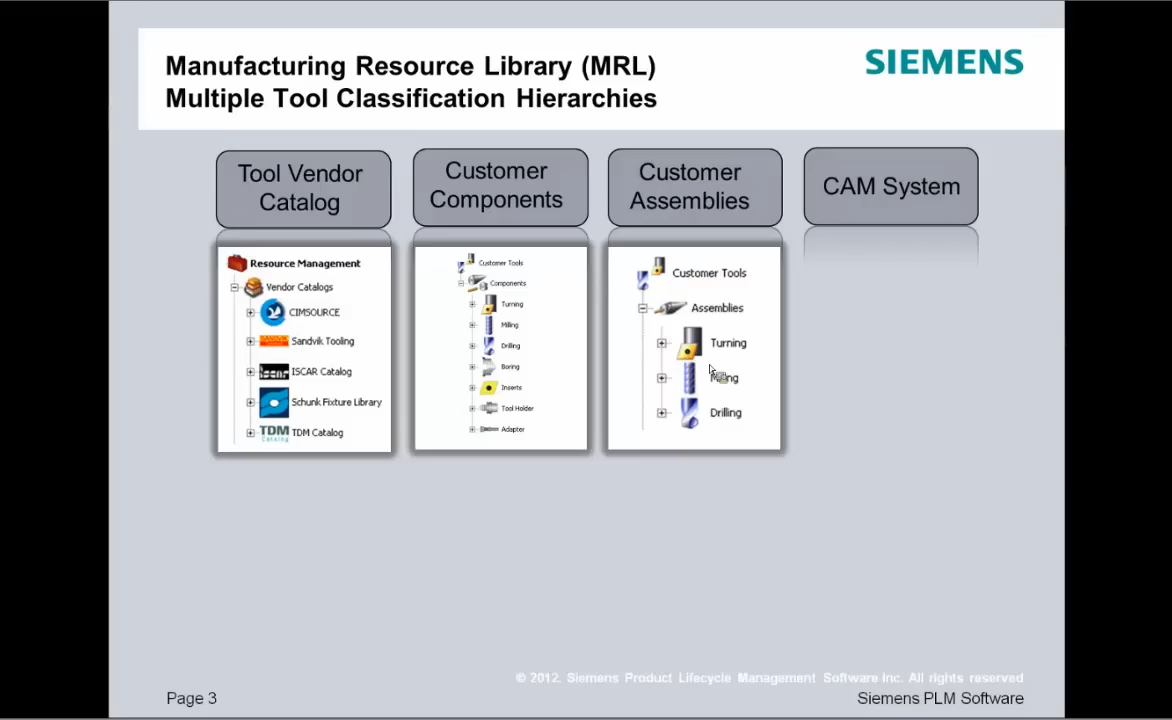 Manufacturing Resource Library (MRL)
Multiple Tool Classification Hierarchies
SIEMENS
Tool Vendor
Catalog
Customer
Components
Customer
Assemblies
CAM System
Resource Management
Vendor Catalogs
CIMSOURCE
Sandvik Tooling
ISCAR Catalog
Schunk Fixture Library
TDM
Catalog
TDM Catalog
Customer Tools
Components
Turning
Milling
Drilling
Boring
Inserts
Tool Holder
Adapter
Customer Tools
Assemblies
Turning
Drilling
© 2012. Siemens Product Lifecycle Management Software Inc. All rights reserved
Page 3
Siemens PLM Software